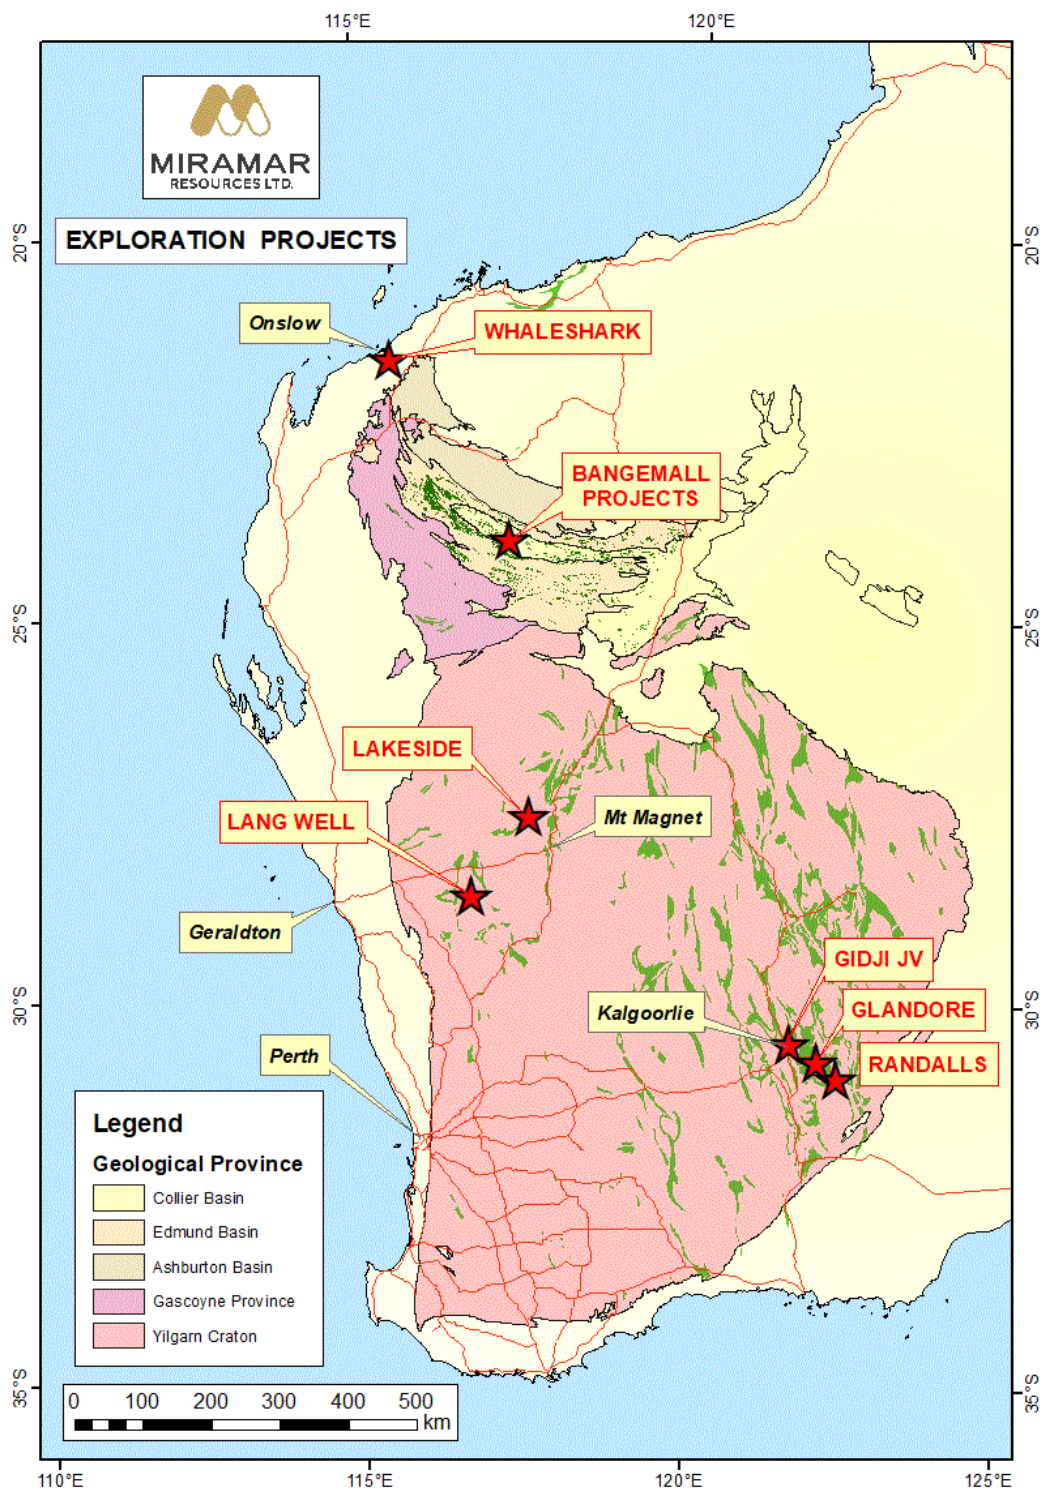 115°E 120°E
MIRAMAR
RESOURCES LTD.
EXPLORATION PROJECTS
20°S
20°S
Onslow
WHALESHARK
BANGEMALL
PROJECTS
25°S
25°S
LAKESIDE
LANG WELL
Mt Magnet
Geraldton
GIDJI JV
Kalgoorlie
GLANDORE
30°S
30°S
Perth
RANDALLS
Legend
Geological Province
Collier Basin
Edmund Basin
Ashburton Basin
Gascoyne Province
Yilgarn Craton
35°S
35°S
0 100 200 300 400 500
km
110°E 115°E 120°E 125°E